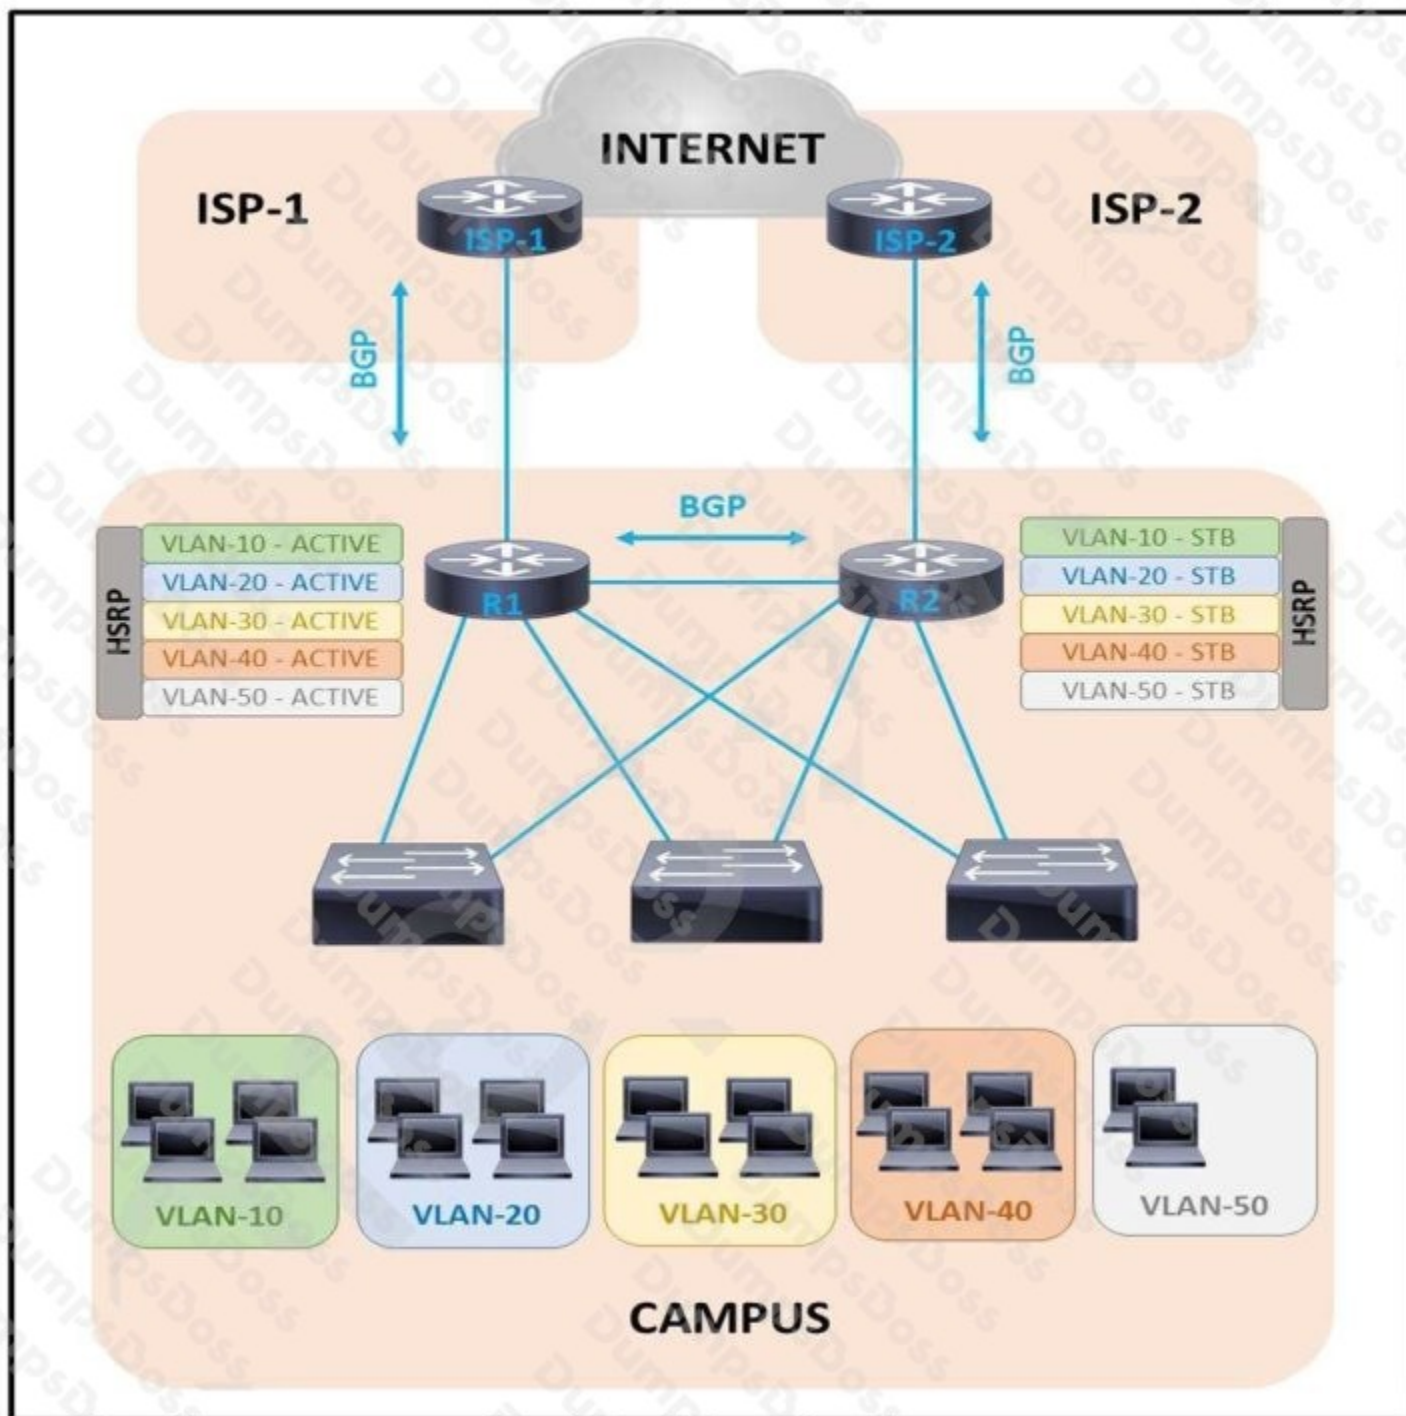 INTERNET
ISP-1
ISP-2
ISP-1
ISP-2
BGP
BGP
BGP
HSRP
VLAN-10 - ACTIVE
VLAN-20 - ACTIVE
VLAN-30 - ACTIVE
VLAN-40 - ACTIVE
VLAN-50 - ACTIVE
R1
R2
VLAN-10 - STB
VLAN-20 - STB
VLAN-30 - STB
VLAN-40 - STB
VLAN-50 - STB
HSRP
VLAN-10
VLAN-20
VLAN-30
VLAN-40
VLAN-50
CAMPUS
DumpsDoss